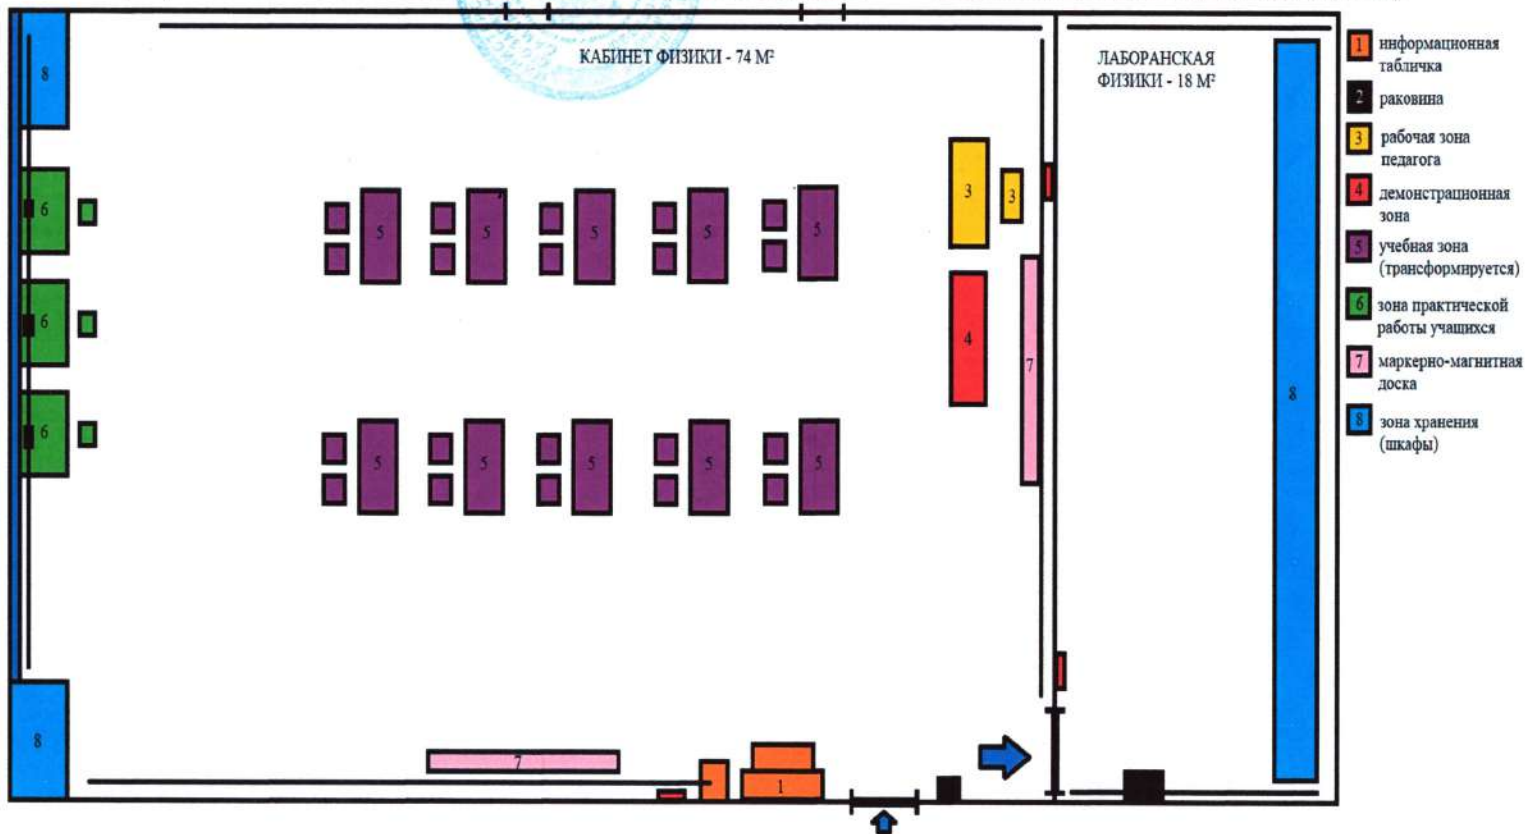 КАБИНЕТ ФИЗИКИ - 74 М²
ЛАБОРАНСКАЯ
ФИЗИКИ - 18 М²
1 информационная
табличка
2 раковина
3 рабочая зона
педагога
4 демонстрационная
зона
5 учебная зона
(трансформируется)
6 зона практической
работы учащихся
7 маркерно-магнитная
доска
8 зона хранения
(шкафы)
8
6
6
6
8
5
5
5
5
5
5
5
5
5
5
3
3
4
7
8
7
1